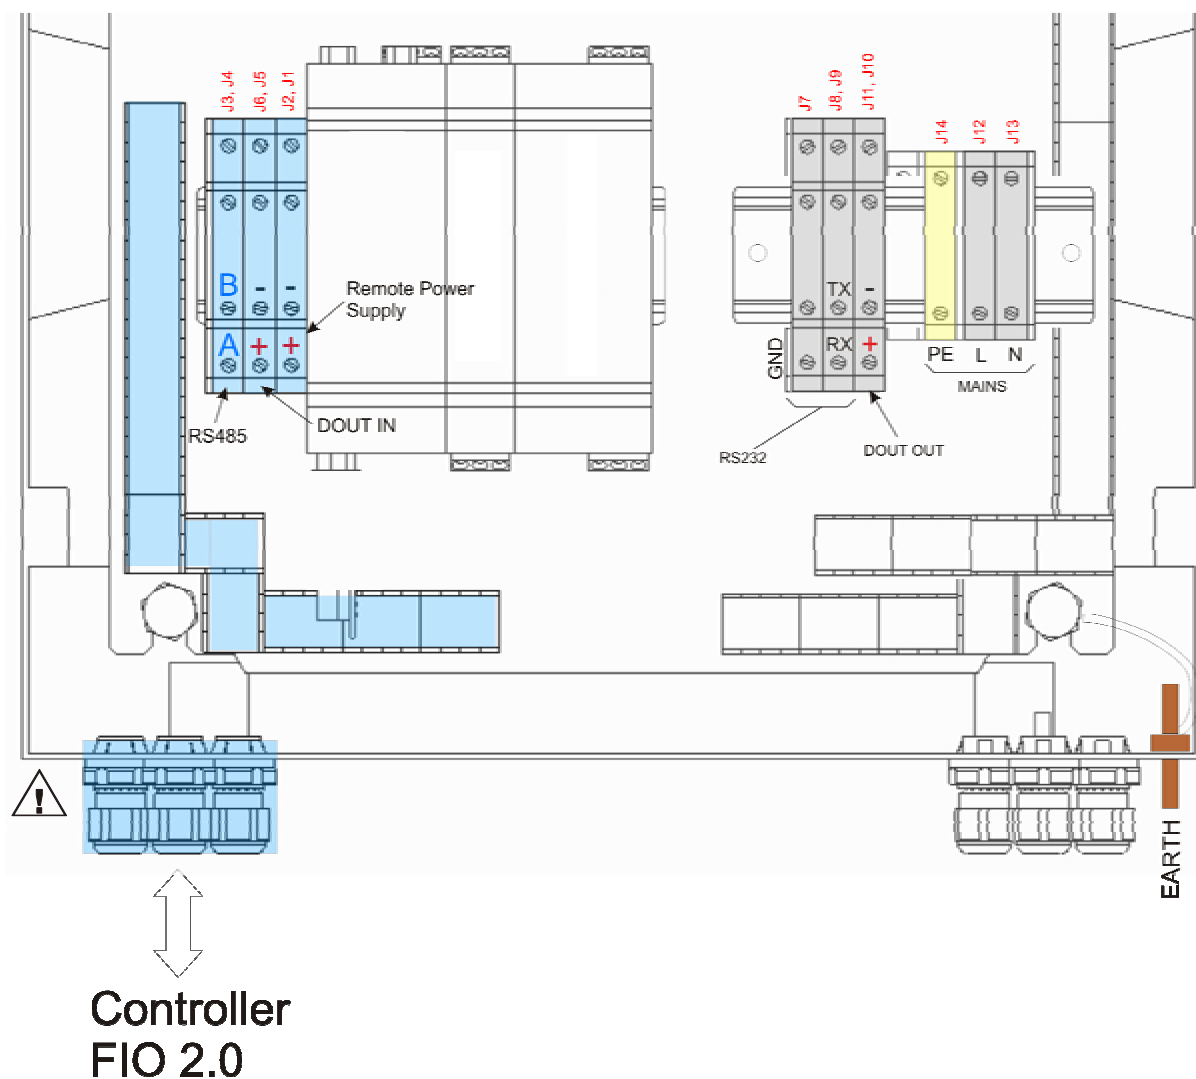 J3, J4
J6, J5
J2, J1
J7
J8, J9
J11, J10
J14
J12
J13
B - -
Remote Power
Supply
A + +
RS485
DOUT IN
TX -
GND
RX +
PE L N
MAINS
RS232
DOUT OUT
!
EARTH
Controller
FIO 2.0